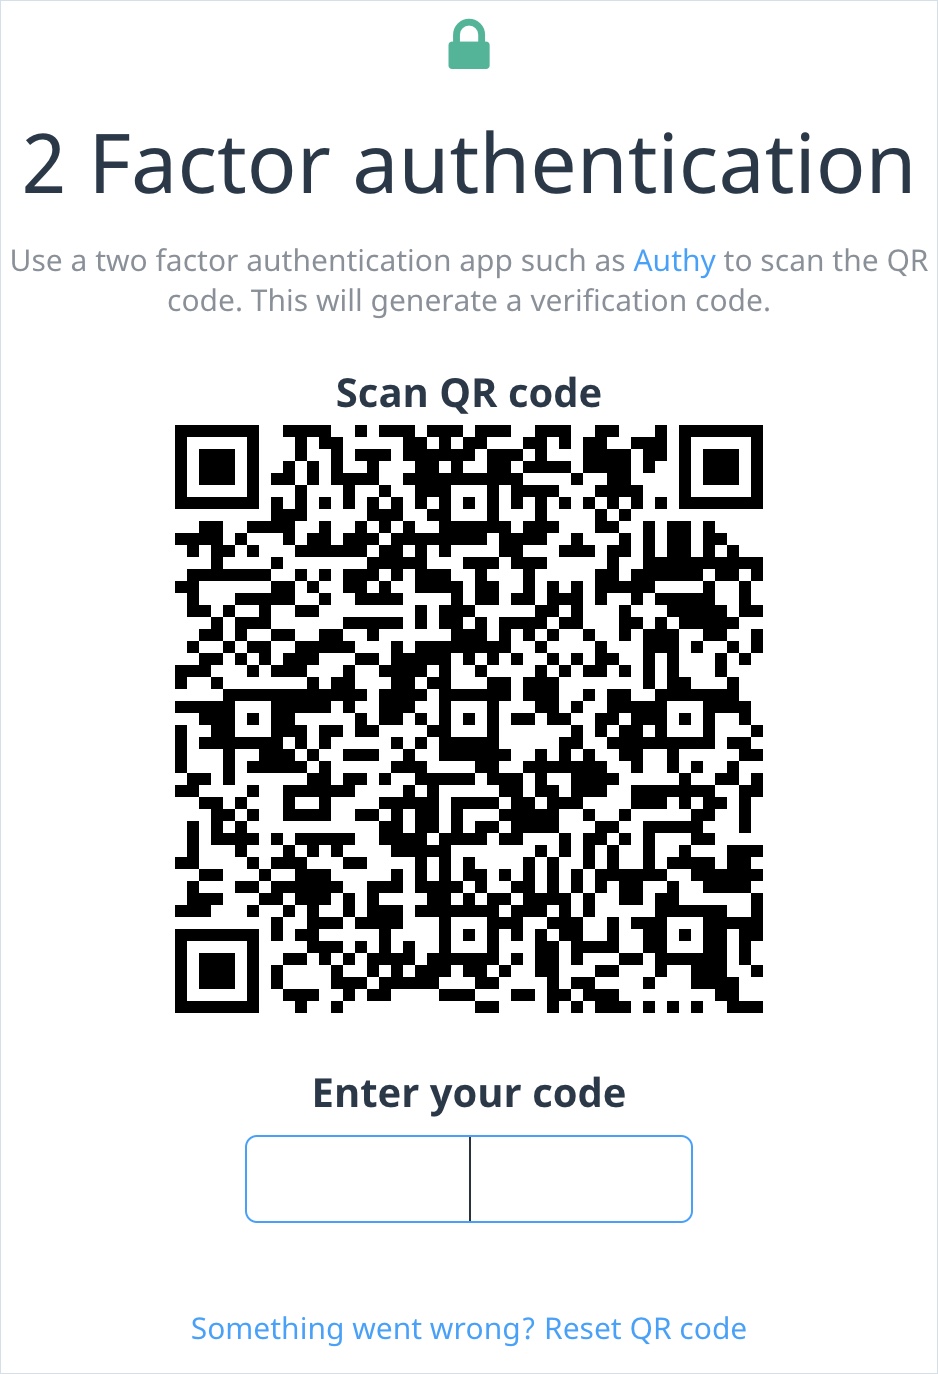 2 Factor authentication
Use a two factor authentication app such as Authy to scan the QR
code. This will generate a verification code.
Scan QR code
Enter your code
Something went wrong? Reset QR code